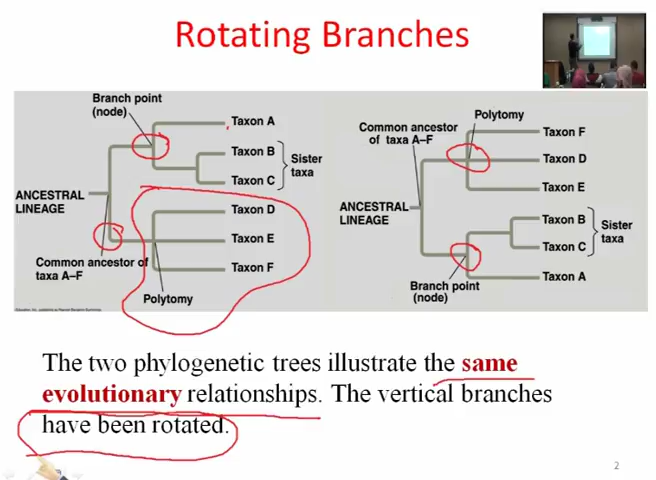 Rotating Branches
Branch point
(node)
Taxon A
Taxon B
Taxon C
Sister
taxa
ANCESTRAL
LINEAGE
Taxon D
Taxon E
Taxon F
Common ancestor of
taxa A–F
Polytomy
Polytomy
Common ancestor
of taxa A–F
Taxon F
Taxon D
Taxon E
ANCESTRAL
LINEAGE
Taxon B
Taxon C
Sister
taxa
Taxon A
Branch point
(node)
The two phylogenetic trees illustrate the same
evolutionary relationships. The vertical branches
have been rotated.
2